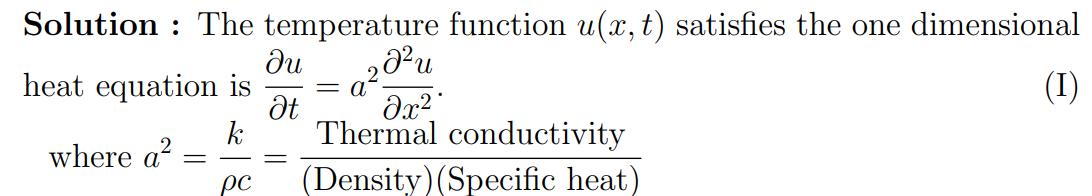 Solution : The temperature function u(x, t) satisfies the one dimensional
heat equation is ∂u/∂t = a² ∂²u/∂x². (I)
where a² = k/ρc = Thermal conductivity/(Density)(Specific heat)